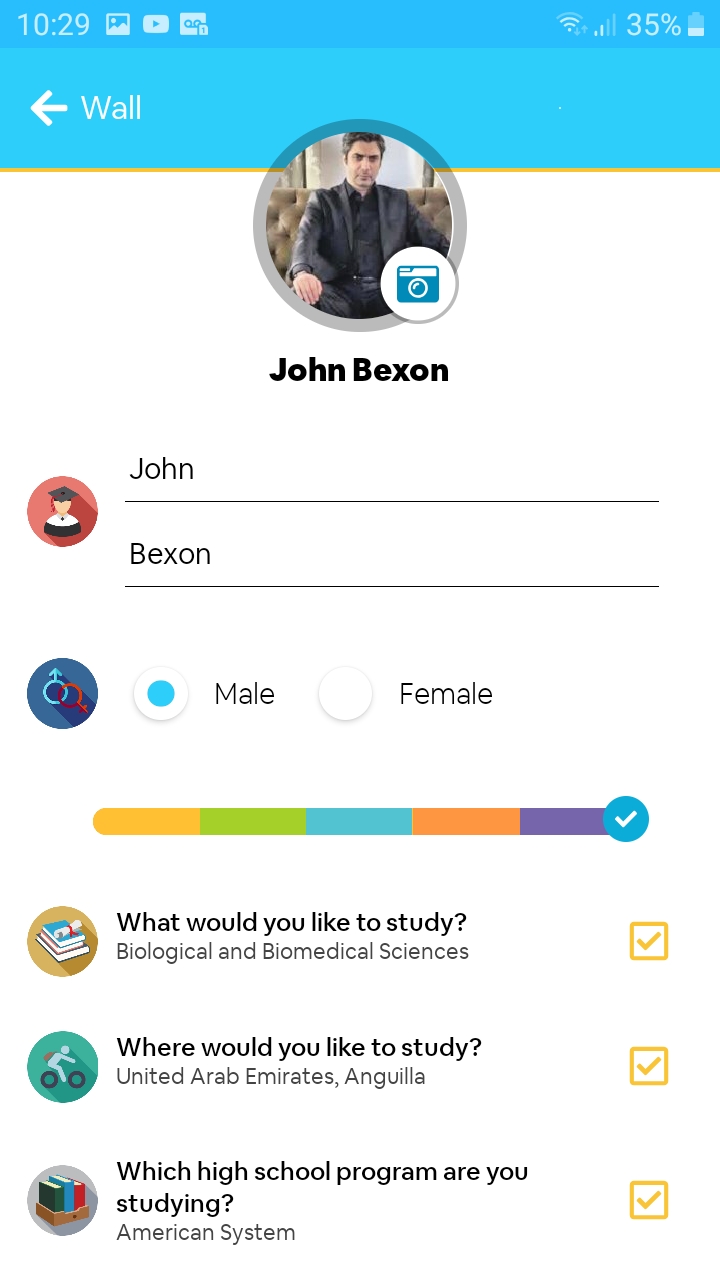 10:29 35%
Wall
John Bexon
John
Bexon
Male Female
What would you like to study?
Biological and Biomedical Sciences
Where would you like to study?
United Arab Emirates, Anguilla
Which high school program are you
studying?
American System